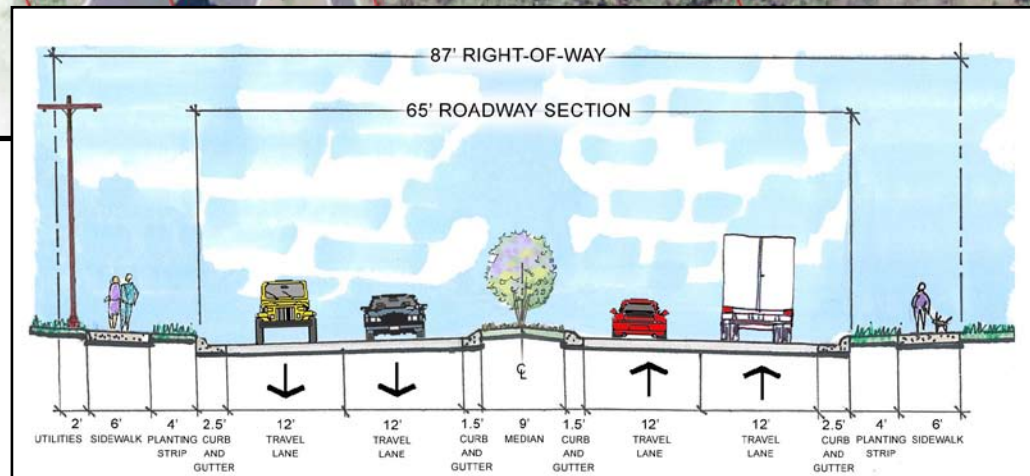 87' RIGHT-OF-WAY
65' ROADWAY SECTION
℄
2'
UTILITIES
6'
SIDEWALK
4'
PLANTING
STRIP
2.5'
CURB
AND
GUTTER
12'
TRAVEL
LANE
12'
TRAVEL
LANE
1.5'
CURB
AND
GUTTER
9'
MEDIAN
1.5'
CURB
AND
GUTTER
12'
TRAVEL
LANE
12'
TRAVEL
LANE
2.5'
CURB
AND
GUTTER
4'
PLANTING
STRIP
6'
SIDEWALK